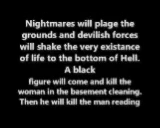 Nightmares will plage the
grounds and devilish forces
will shake the very existance
of life to the bottom of Hell.
A black
figure will come and kill the
woman in the basement cleaning.
Then he will kill the man reading